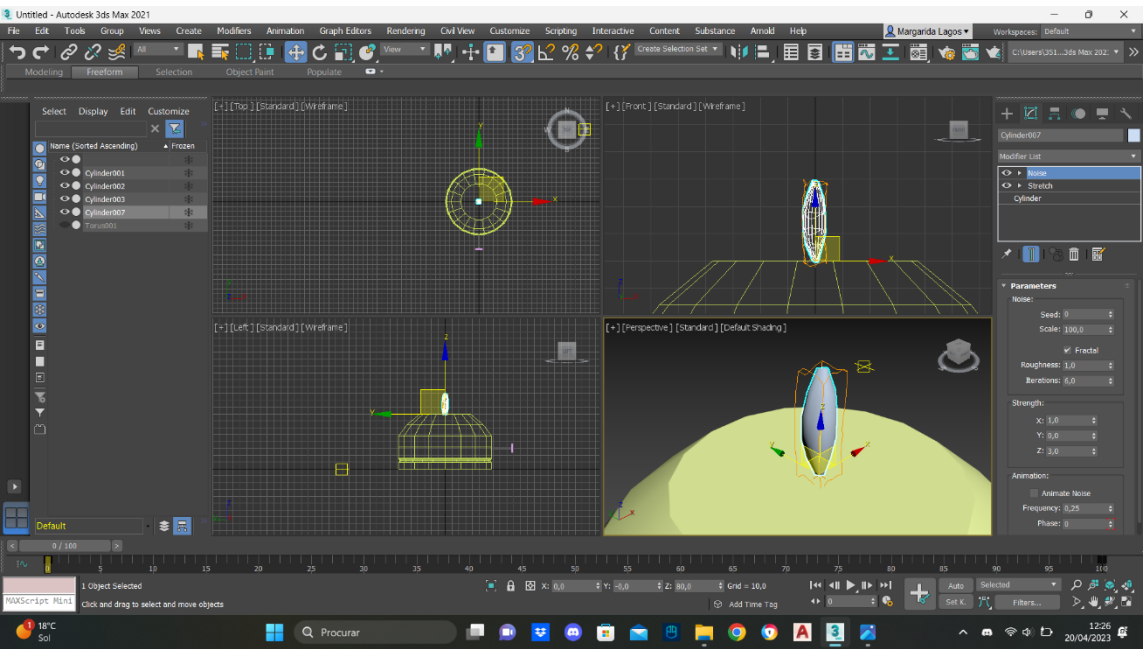 Untitled - Autodesk 3ds Max 2021
File Edit Tools Group Views Create Modifiers Animation Graph Editors Rendering Civil View Customize Scripting Interactive Content Substance Arnold Help Margarida Lagos Workspaces: Default
All View Create Selection Set C:\Users\351...3ds Max 202
Modeling Freeform Selection Object Paint Populate
Select Display Edit Customize
Name (Sorted Ascending) Frozen
Cylinder001
Cylinder002
Cylinder003
Cylinder007
Torus001
[+] [Top ] [Standard] [Wireframe]
[+] [Front ] [Standard] [Wireframe]
[+] [Left ] [Standard] [Wireframe]
[+] [Perspective ] [Standard] [Default Shading]
Cylinder007
Modifier List
Noise
Stretch
Cylinder
Parameters
Noise:
Seed: 0
Scale: 100,0
Fractal
Roughness: 1,0
Iterations: 6,0
Strength:
X: 1,0
Y: 0,0
Z: 3,0
Animation:
Animate Noise
Frequency: 0,25
Phase: 0
Default
0 / 100
0 5 10 15 20 25 30 35 40 45 50 55 60 65 70 75 80 85 90 95 100
1 Object Selected X: 0,0 Y: -0,0 Z: 80,0 Grid = 10,0 Auto Selected
MAXScript Mini Click and drag to select and move objects Add Time Tag 0 Set K. Filters...
18°C
Sol
Procurar
12:26
20/04/2023